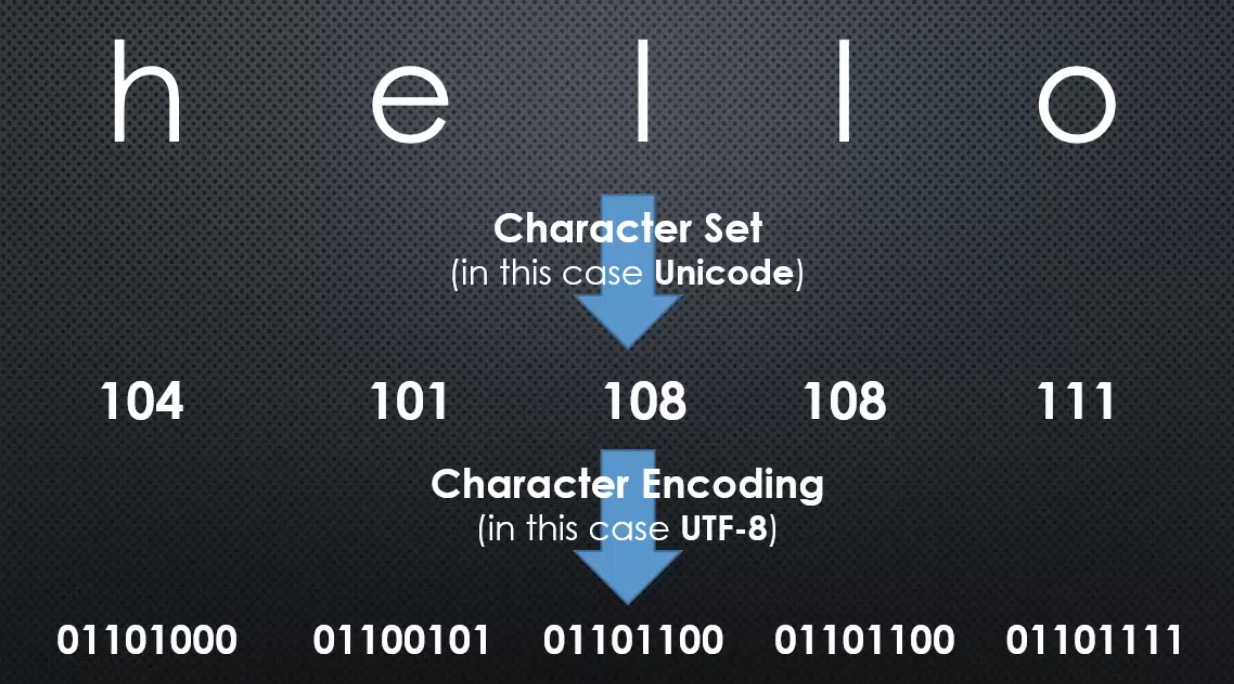 h e l l o
Character Set
(in this case Unicode)
104 101 108 108 111
Character Encoding
(in this case UTF-8)
01101000 01100101 01101100 01101100 01101111